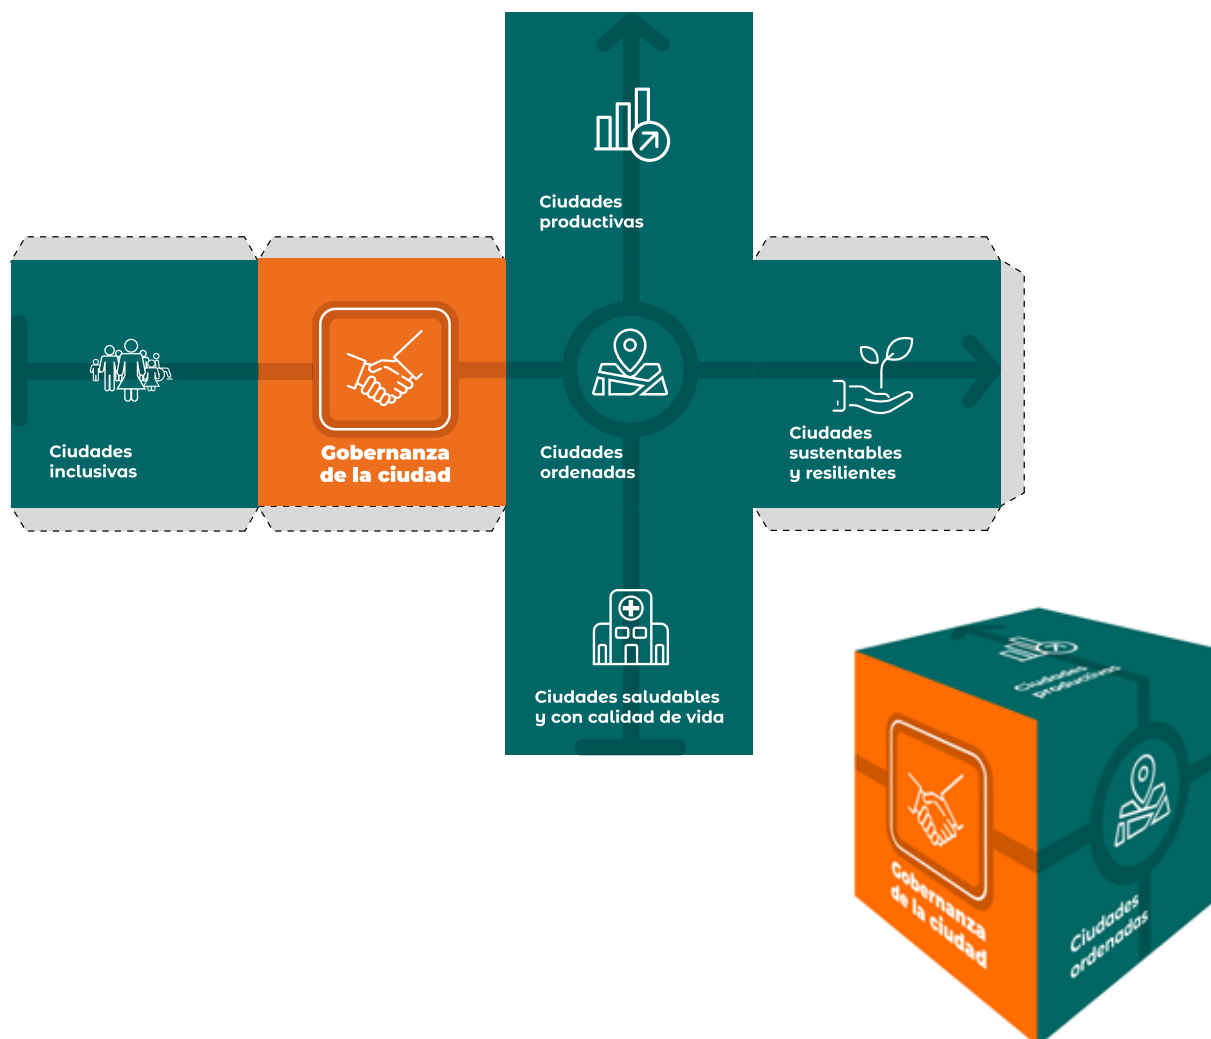 Ciudades
productivas
Ciudades
inclusivas
Gobernanza
de la ciudad
Ciudades
ordenadas
Ciudades
sustentables
y resilientes
Ciudades saludables
y con calidad de vida
Ciudades
productivas
Gobernanza
de la ciudad
Ciudades
ordenadas